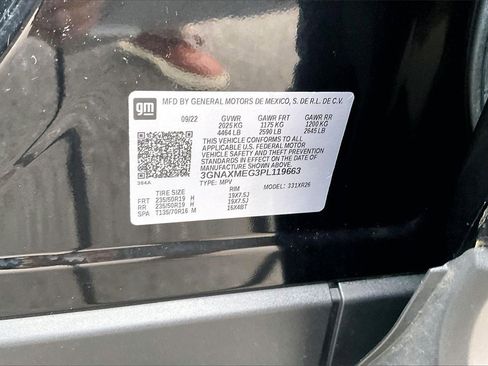 gm
MFD BY GENERAL MOTORS DE MEXICO, S. DE R.L. DE C.V.
09/22 GVWR GAWR FRT GAWR RR
2025 KG 1175 KG 1200 KG
4464 LB 2590 LB 2645 LB
THIS VEHICLE CONFORMS TO ALL
APPLICABLE U.S. FEDERAL MOTOR
VEHICLE SAFETY AND THEFT PREVENTION
STANDARDS IN EFFECT ON THE DATE OF
MANUFACTURE SHOWN ABOVE.
3GNAXMEG3PL119663
384A TYPE: MPV MODEL: 331XR26
TIRE SIZE RIM
FRT 235/50R19 H 19X7.5J
RR 235/50R19 H 19X7.5J
SPA T135/70R16 M 16X4BT